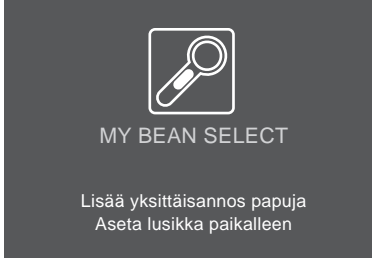 MY BEAN SELECT
Lisää yksittäisannos papuja
Aseta lusikka paikalleen